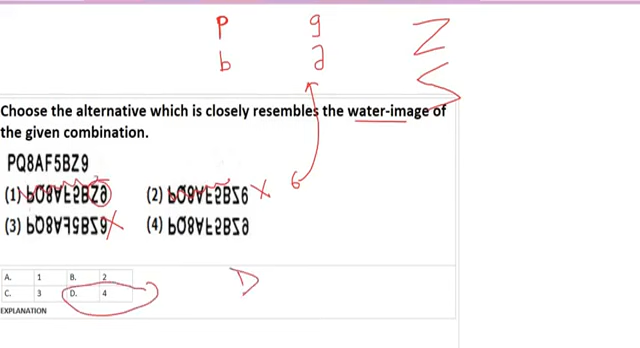 P g Z
b
Choose the alternative which is closely resembles the water-image of
the given combination.
PQ8AF5BZ9
(1) (2)
(3) (4)
6
A. 1 B. 2
C. 3 D. 4
D
EXPLANATION